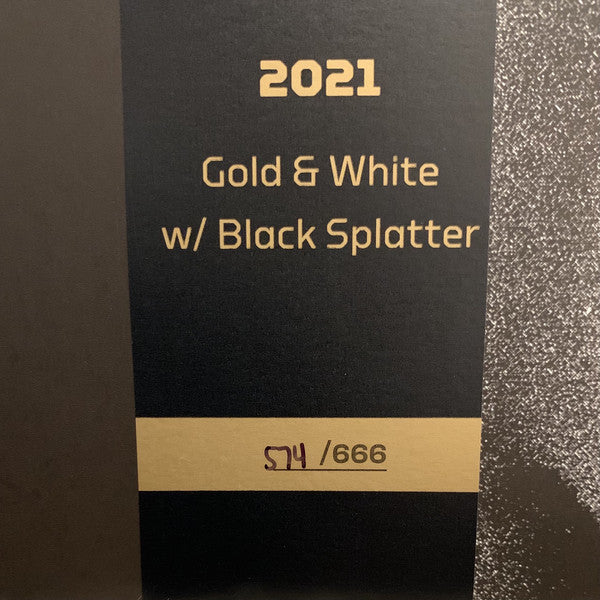 2021
Gold & White
w/ Black Splatter
574 /666